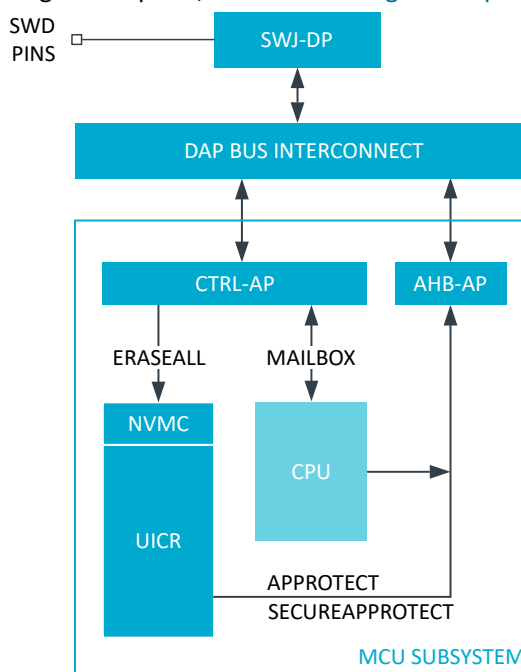 SWD
PINS
SWJ-DP
DAP BUS INTERCONNECT
CTRL-AP
AHB-AP
ERASEALL
MAILBOX
NVMC
CPU
UICR
APPROTECT
SECUREAPPROTECT
MCU SUBSYSTEM